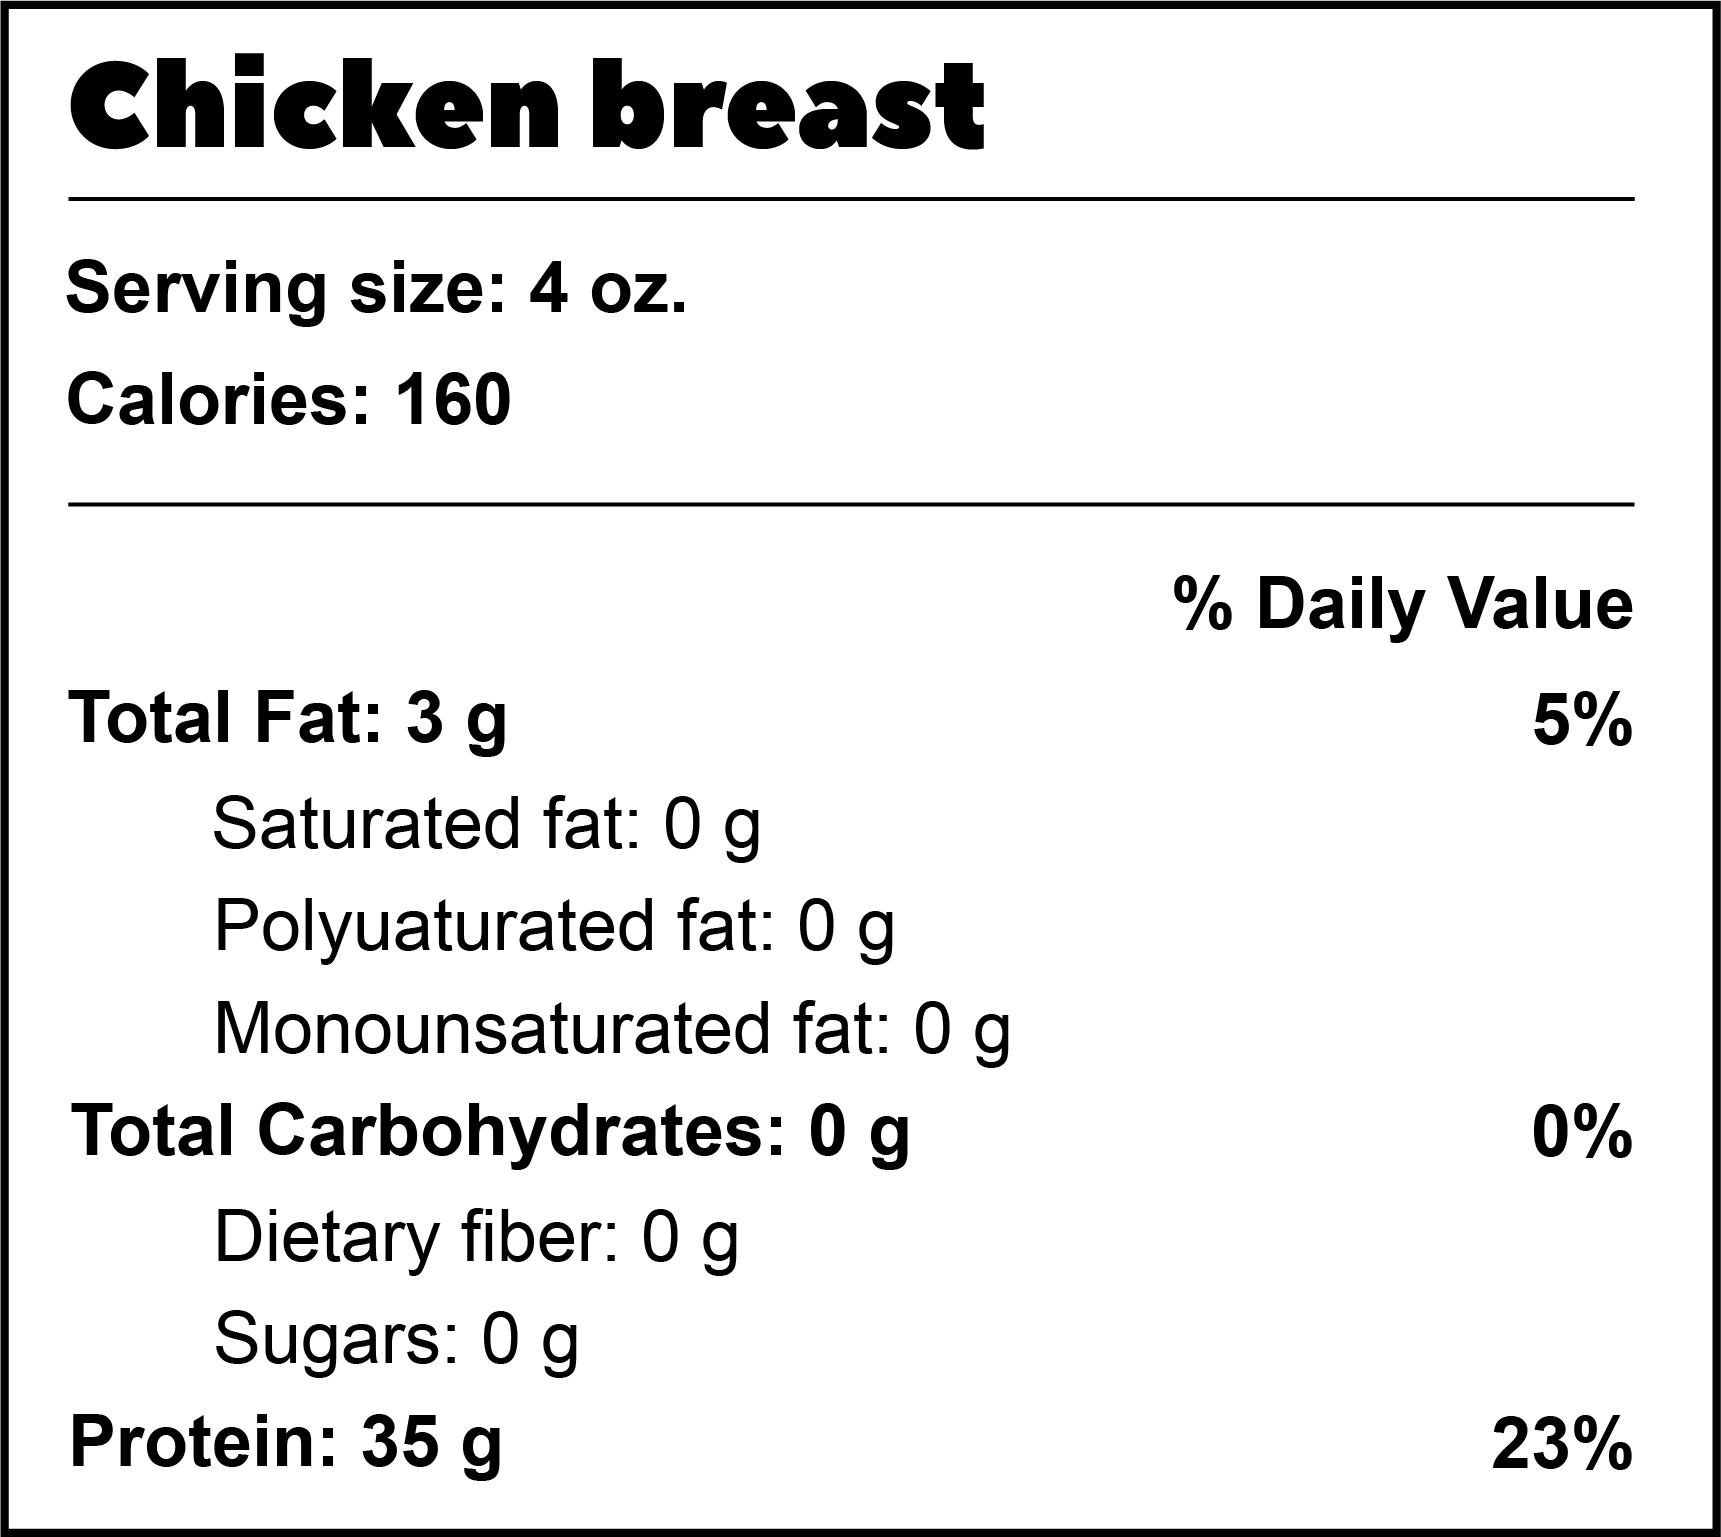 Chicken breast
Serving size: 4 oz.
Calories: 160
% Daily Value
Total Fat: 3 g 5%
Saturated fat: 0 g
Polyuaturated fat: 0 g
Monounsaturated fat: 0 g
Total Carbohydrates: 0 g 0%
Dietary fiber: 0 g
Sugars: 0 g
Protein: 35 g 23%